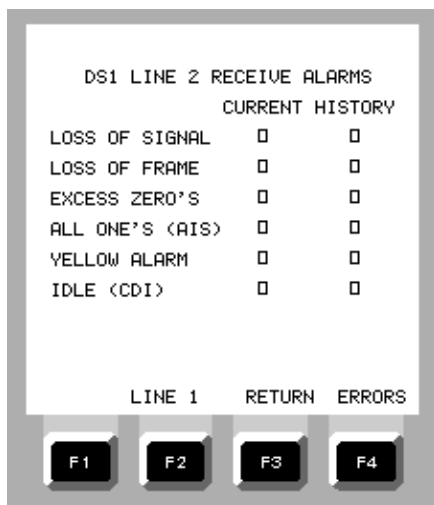 DS1 LINE 2 RECEIVE ALARMS
CURRENT HISTORY
LOSS OF SIGNAL
LOSS OF FRAME
EXCESS ZERO'S
ALL ONE'S (AIS)
YELLOW ALARM
IDLE (CDI)
LINE 1 RETURN ERRORS
F1 F2 F3 F4